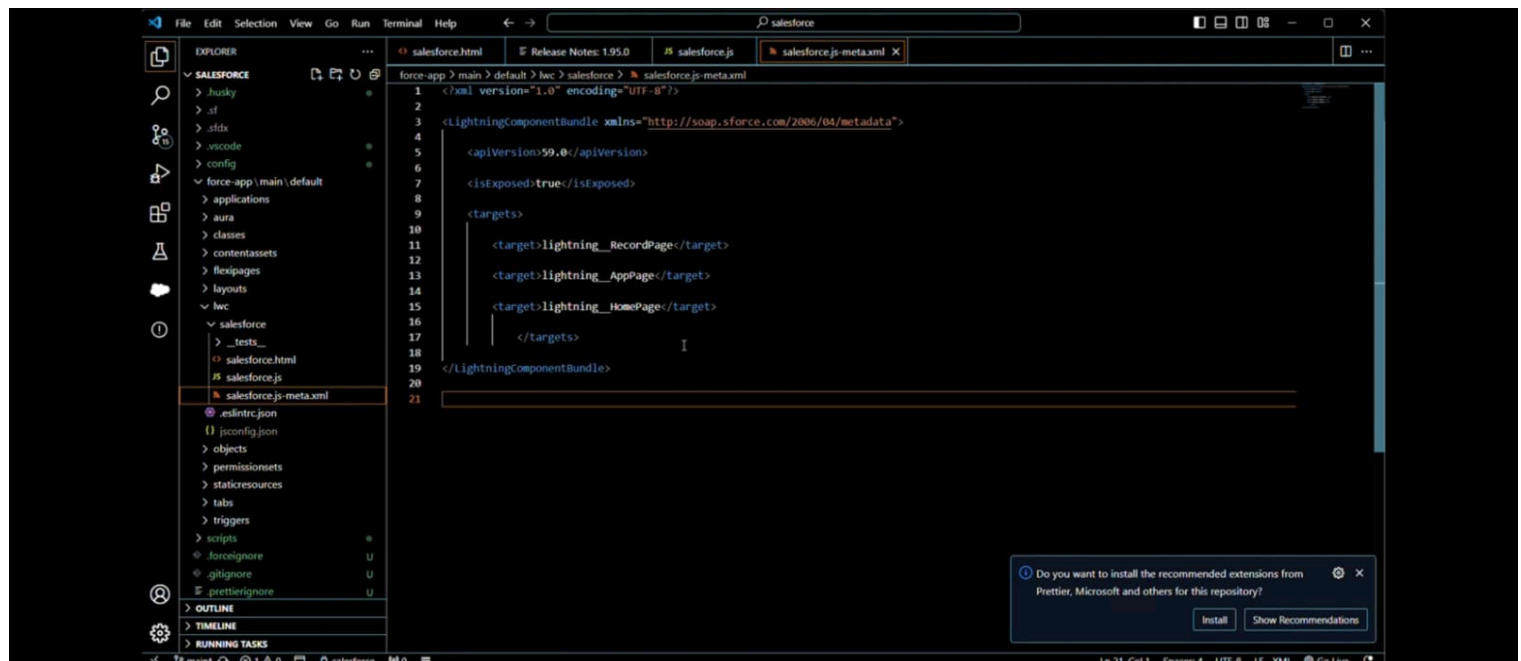 File Edit Selection View Go Run Terminal Help
salesforce
EXPLORER
SALESFORCE
.husky
.sf
.sfdx
.vscode
config
force-app\main\default
applications
aura
classes
contentassets
flexipages
layouts
lwc
salesforce
__tests__
salesforce.html
JS salesforce.js
salesforce.js-meta.xml
.eslintrc.json
{} jsconfig.json
objects
permissionsets
staticresources
tabs
triggers
scripts
.forceignore U
.gitignore U
.prettierignore U
OUTLINE
TIMELINE
RUNNING TASKS
15
salesforce.html Release Notes: 1.95.0 JS salesforce.js salesforce.js-meta.xml
force-app > main > default > lwc > salesforce > salesforce.js-meta.xml
1 <?xml version="1.0" encoding="UTF-8"?>
2
3 <LightningComponentBundle xmlns="http://soap.sforce.com/2006/04/metadata">
4
5 <apiVersion>59.0</apiVersion>
6
7 <isExposed>true</isExposed>
8
9 <targets>
10
11 <target>lightning__RecordPage</target>
12
13 <target>lightning__AppPage</target>
14
15 <target>lightning__HomePage</target>
16
17 </targets>
18
19 </LightningComponentBundle>
20
21
Do you want to install the recommended extensions from
Prettier, Microsoft and others for this repository?
Install Show Recommendations